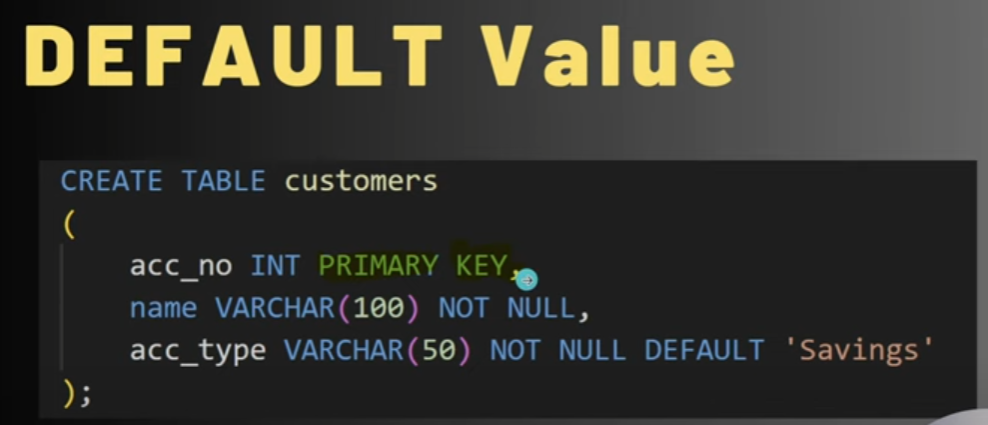 DEFAULT Value
CREATE TABLE customers
(
acc_no INT PRIMARY KEY,
name VARCHAR(100) NOT NULL,
acc_type VARCHAR(50) NOT NULL DEFAULT 'Savings'
);